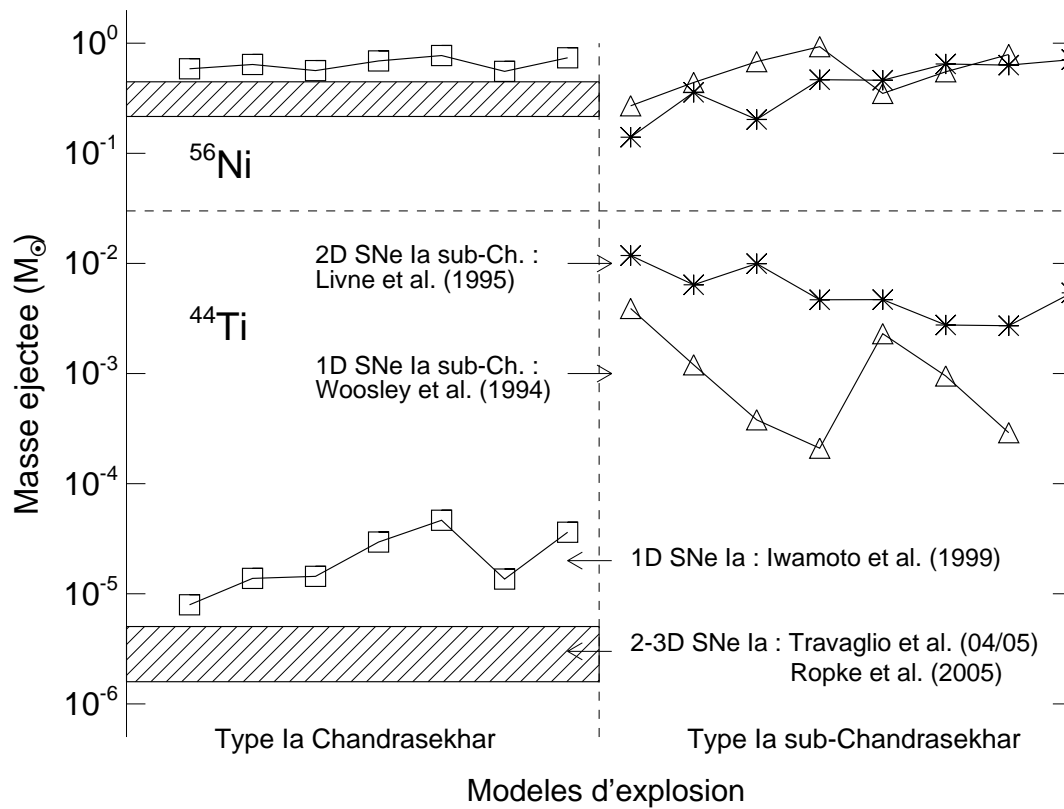 10⁰
10⁻¹
10⁻²
10⁻³
10⁻⁴
10⁻⁵
10⁻⁶
Masse ejectee (M☉)
⁵⁶Ni
⁴⁴Ti
2D SNe Ia sub-Ch. :
Livne et al. (1995)
1D SNe Ia sub-Ch. :
Woosley et al. (1994)
1D SNe Ia : Iwamoto et al. (1999)
2-3D SNe Ia : Travaglio et al. (04/05)
Ropke et al. (2005)
Type Ia Chandrasekhar
Type Ia sub-Chandrasekhar
Modeles d'explosion